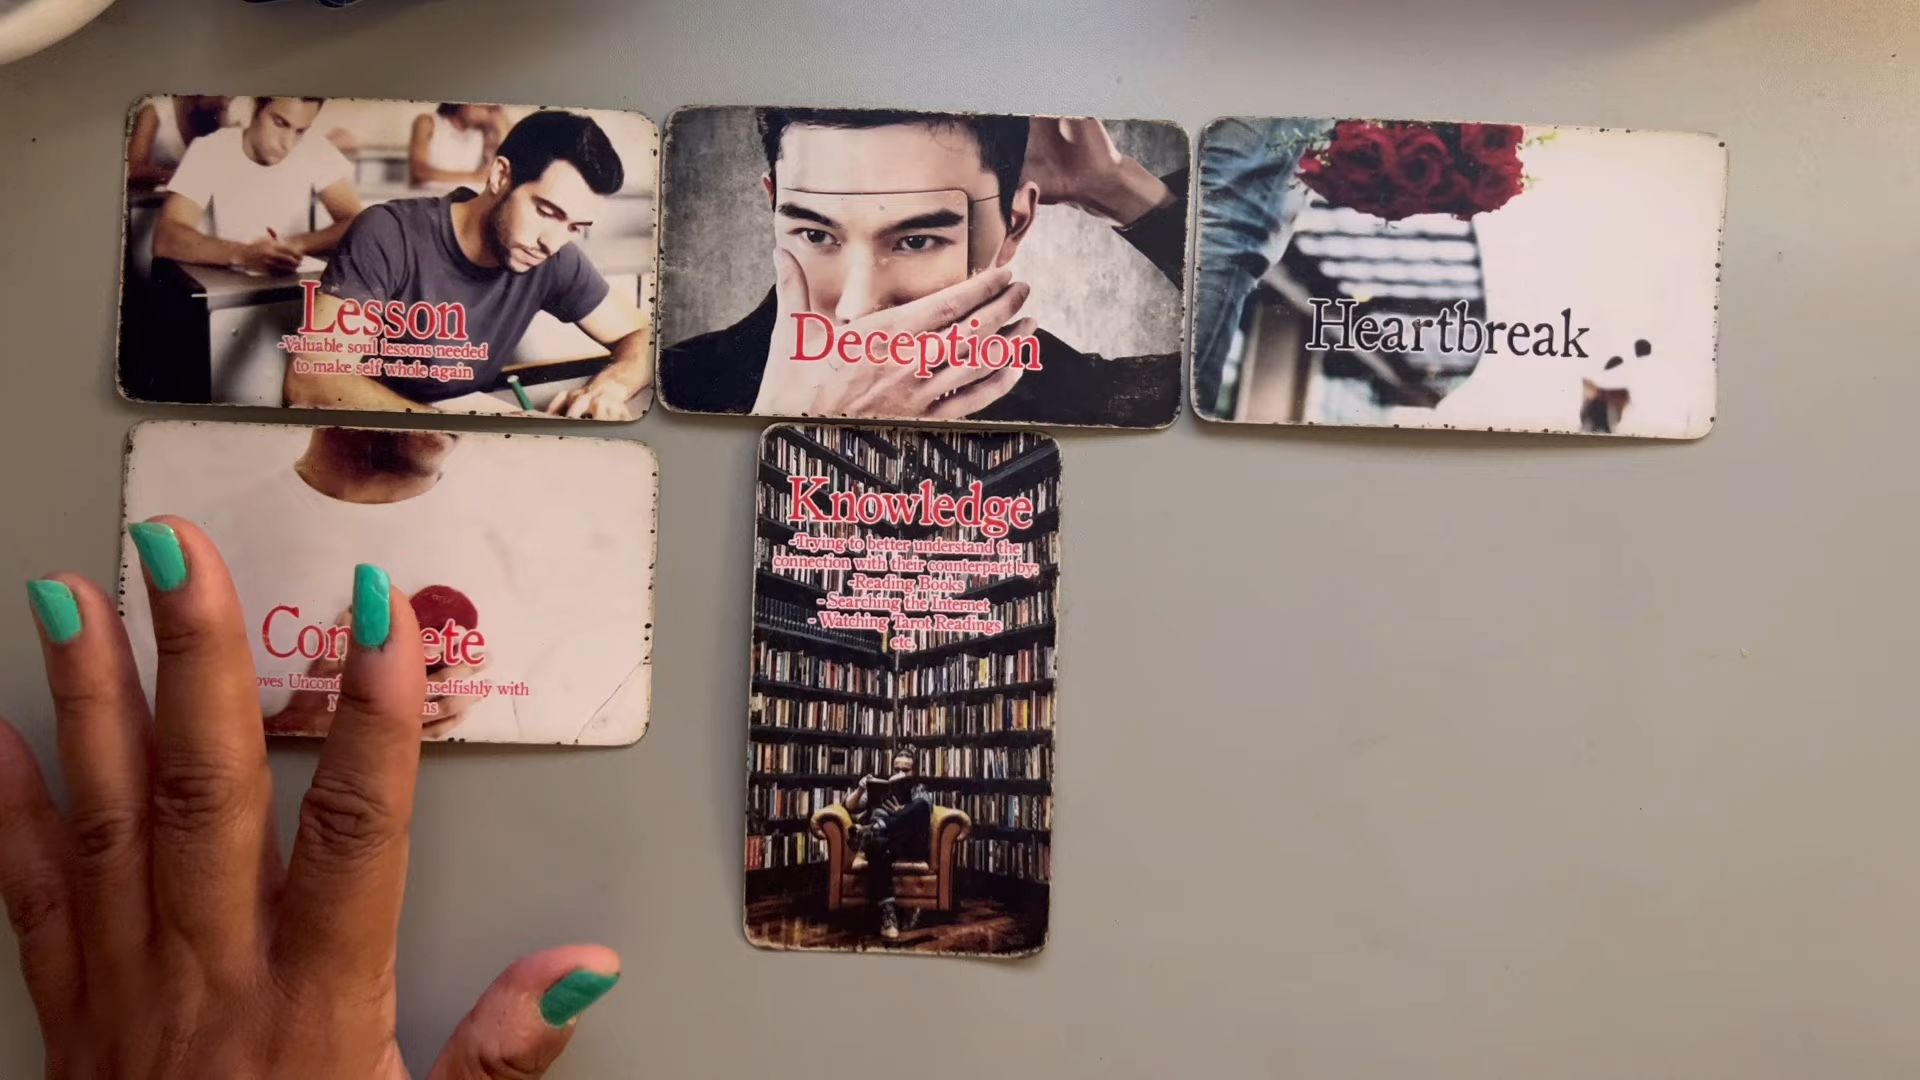 Lesson
-Valuable soul lessons needed
to make self whole again
Deception
Heartbreak
Knowledge
-Trying to better understand the
connection with their counterpart by:
-Reading Books
- Searching the Internet
- Watching Tarot Readings
etc.
with